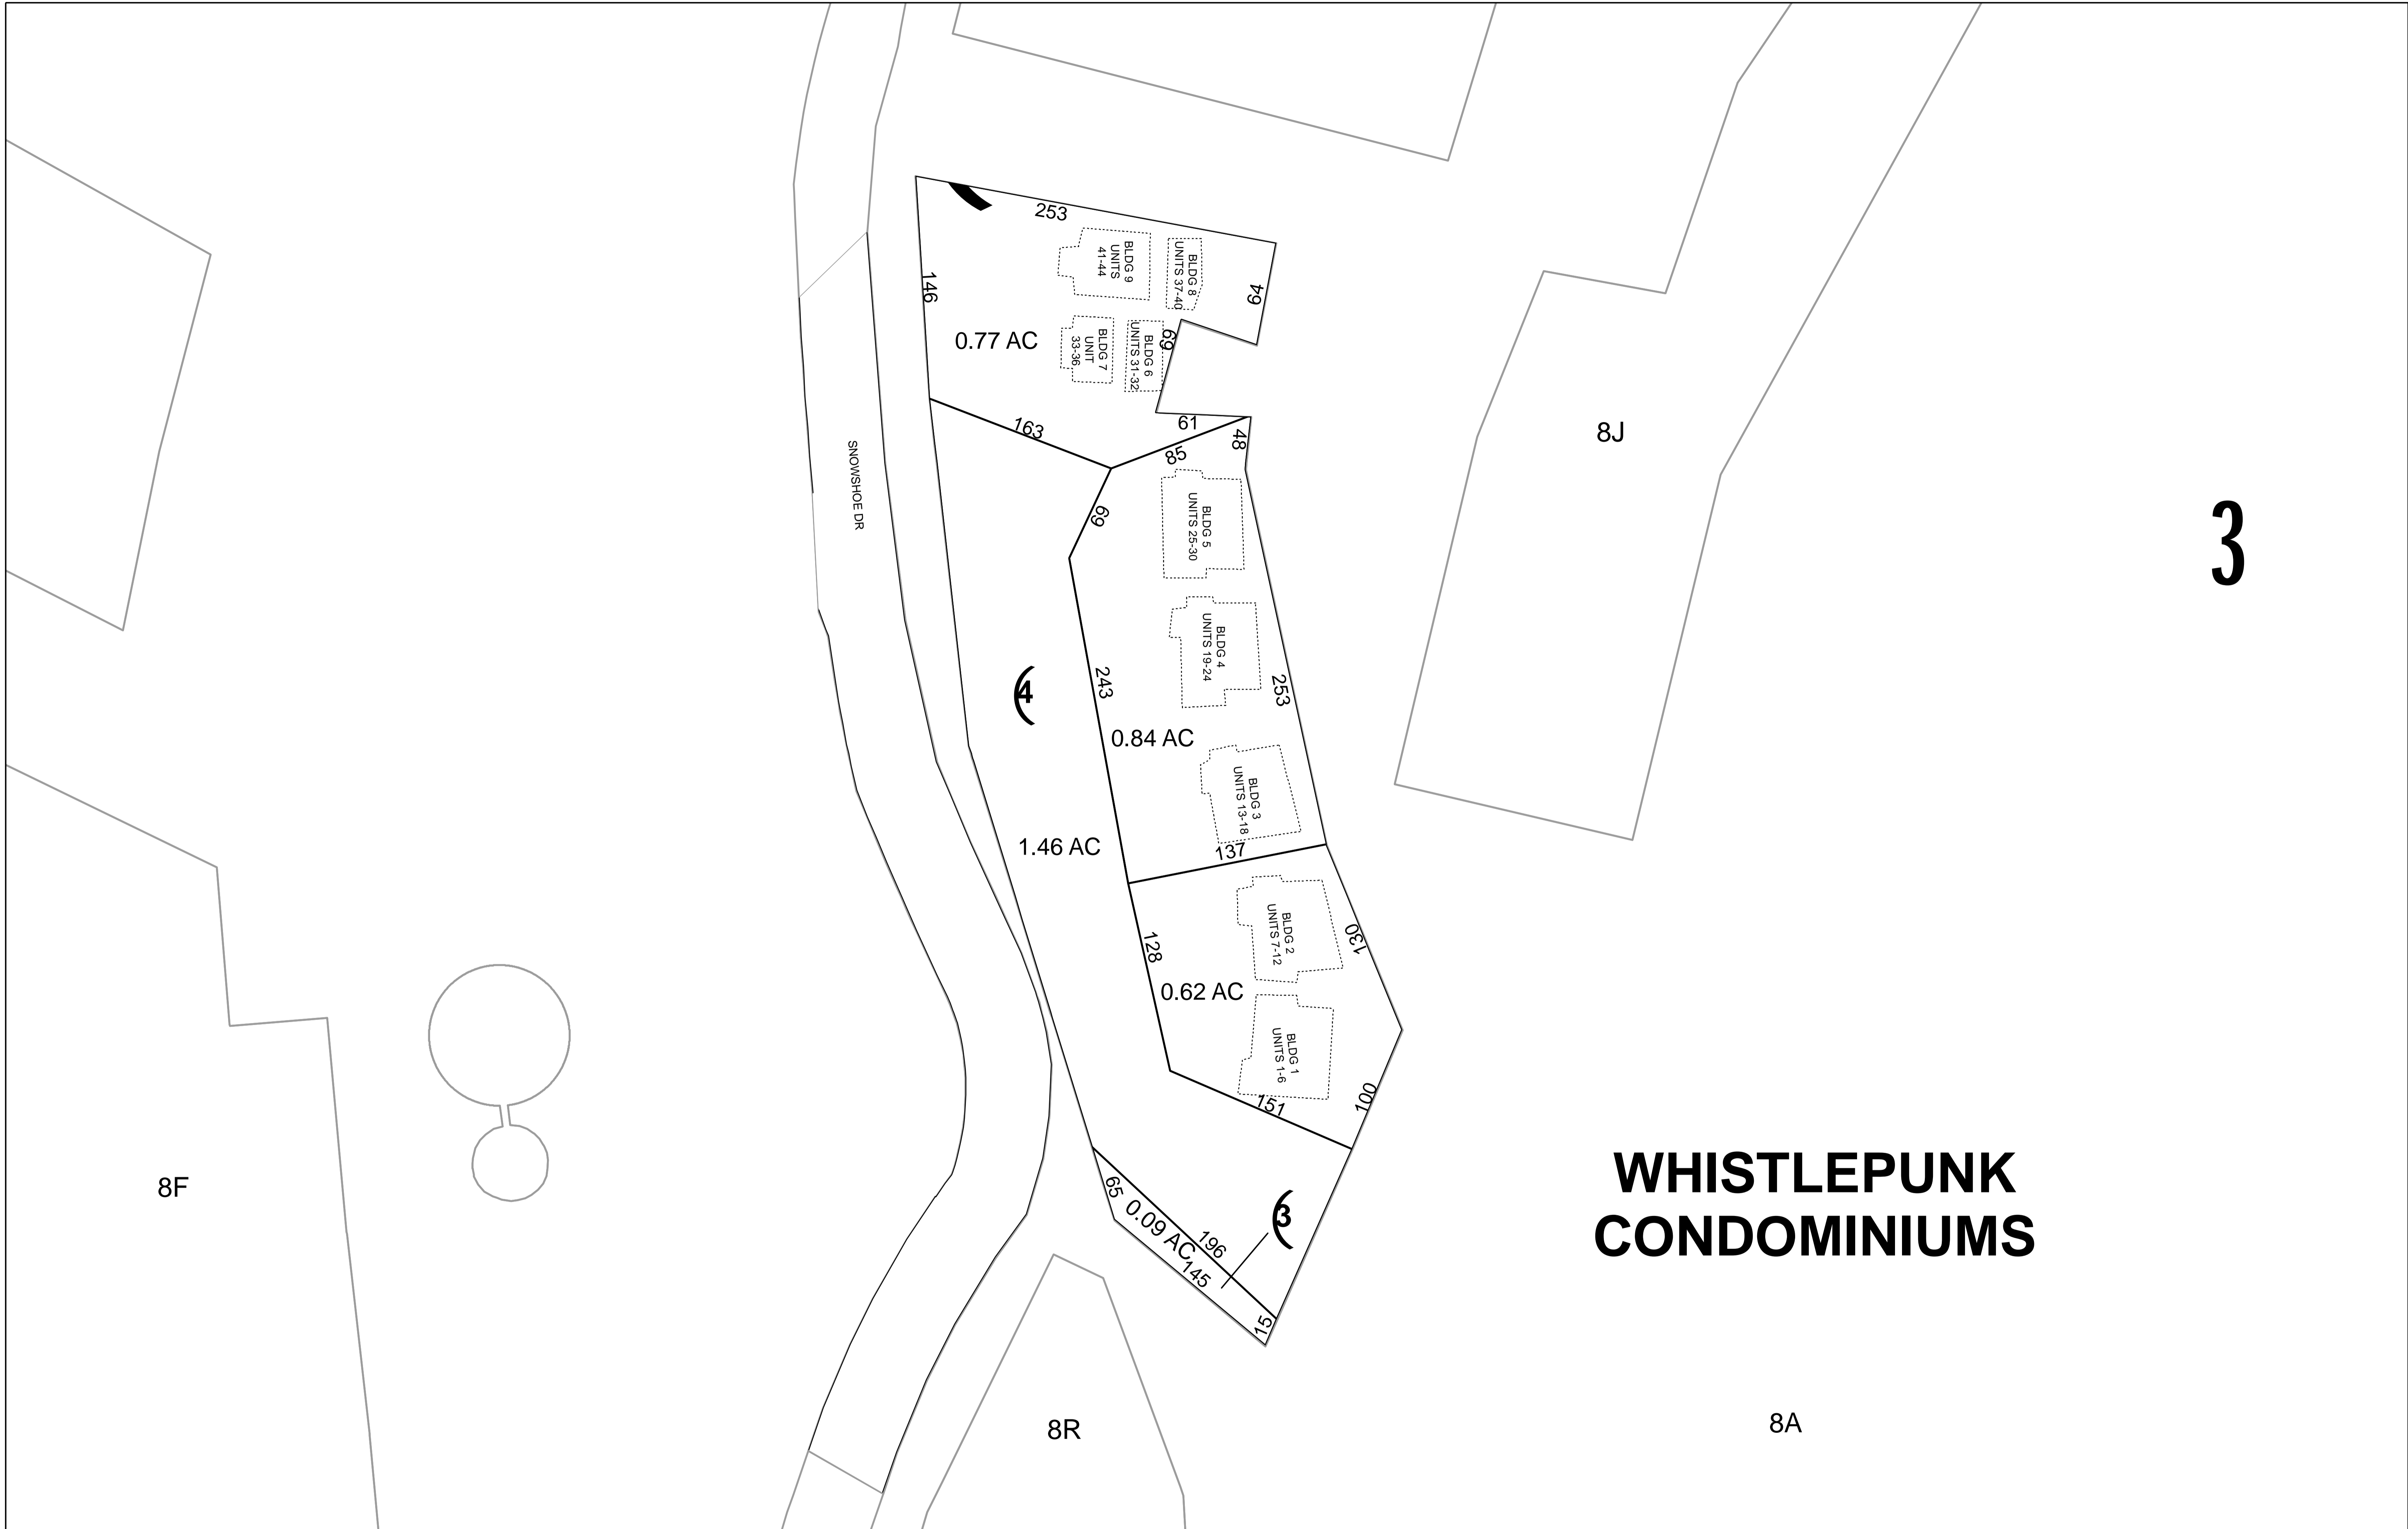 253
BLDG 9
UNITS
41-44
BLDG 8
UNITS 37-40
146
64
0.77 AC
BLDG 7
UNIT
33-36
BLDG 6
UNITS 31-32
69
163
61
85
48
SNOWSHOE DR
8J
3
69
BLDG 5
UNITS 25-30
BLDG 4
UNITS 19-24
(4
243
253
0.84 AC
BLDG 3
UNITS 13-18
1.46 AC
137
BLDG 2
UNITS 7-12
128
130
0.62 AC
BLDG 1
UNITS 1-6
151
100
WHISTLEPUNK
CONDOMINIUMS
8F
65
0.09 AC
196
(3
145
15
8R
8A